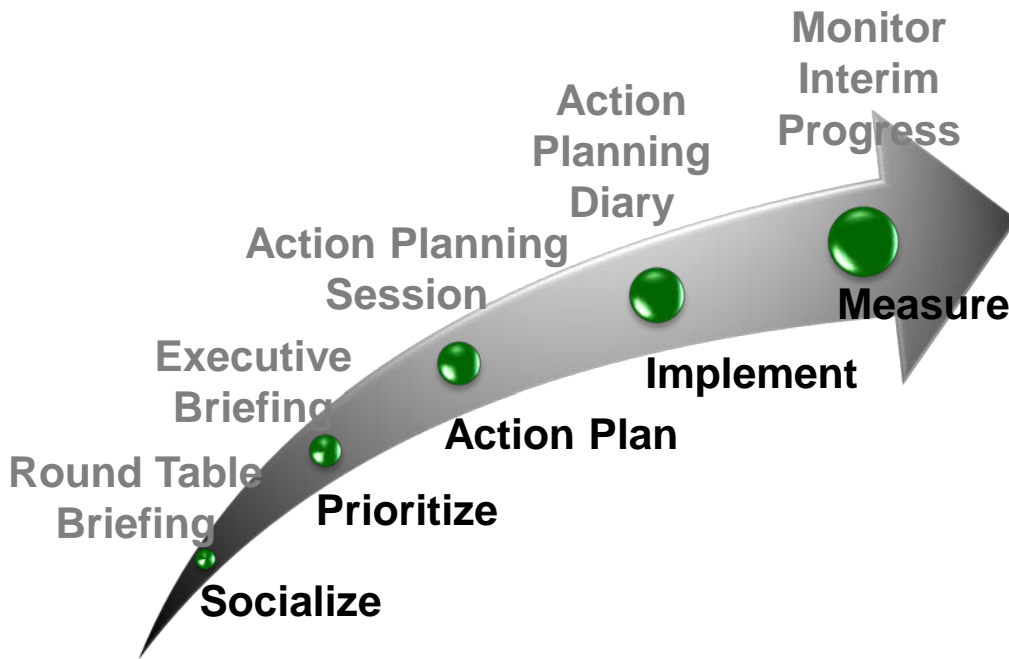 Monitor
Interim
Progress
Action
Planning
Diary
Action Planning
Session
Executive
Briefing
Round Table
Briefing
Measure
Implement
Action Plan
Prioritize
Socialize